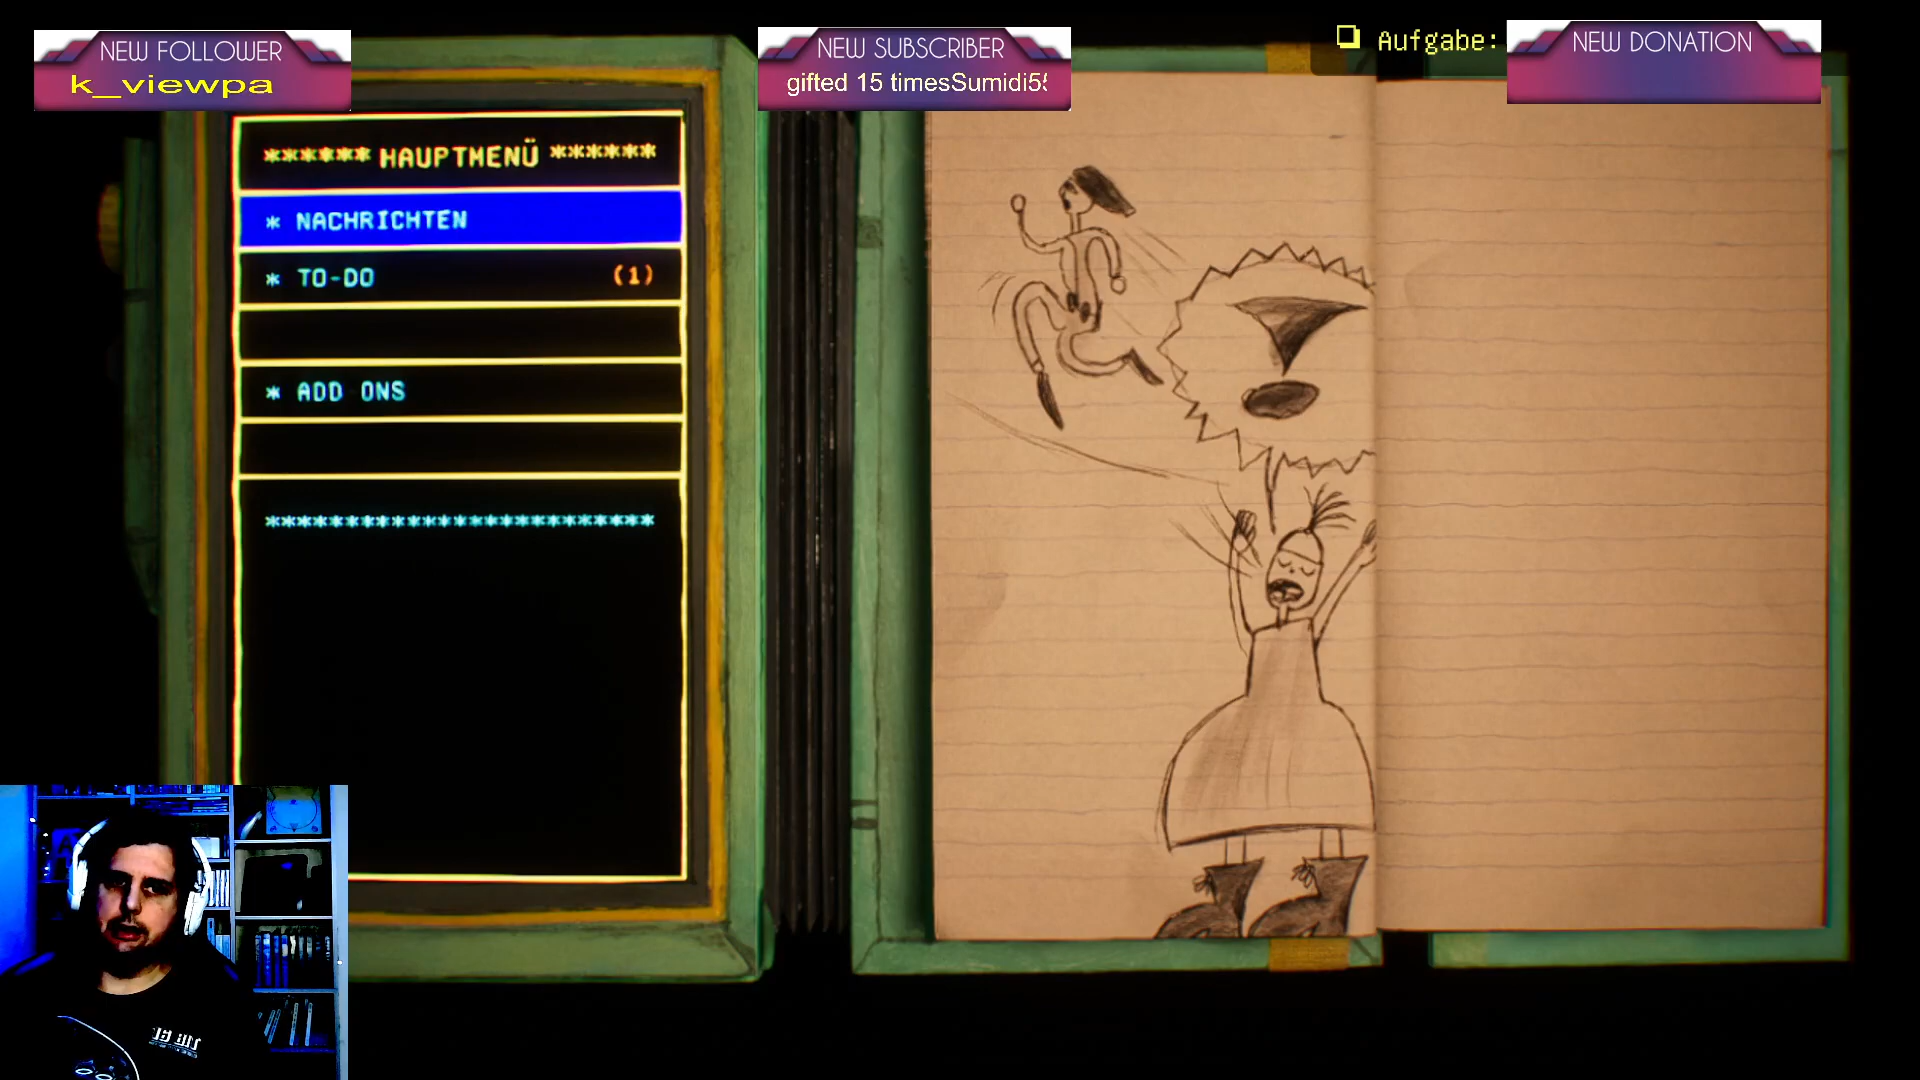 NEW FOLLOWER
k_viewpa
NEW SUBSCRIBER
gifted 15 timesSumidi5
Aufgabe:
NEW DONATION
****** HAUPTMENÜ ******
* NACHRICHTEN
* TO-DO (1)
* ADD ONS
*************************